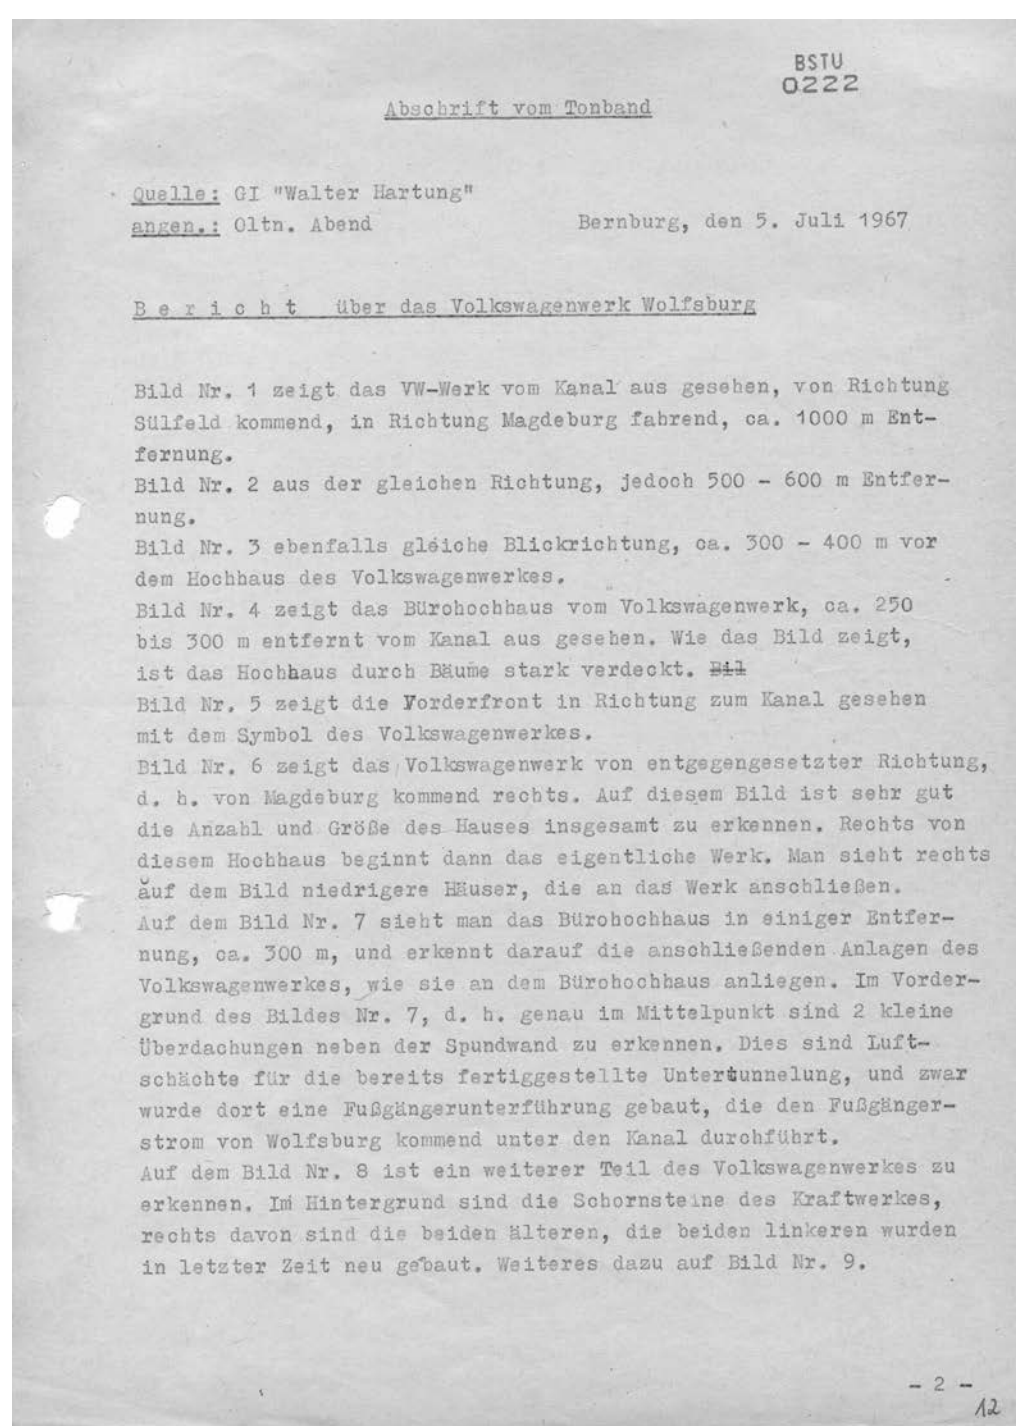 BSTU
0222
Abschrift vom Tonband
Quelle: GI "Walter Hartung"
angen.: Oltn. Abend Bernburg, den 5. Juli 1967
B e r i c h t über das Volkswagenwerk Wolfsburg
Bild Nr. 1 zeigt das VW-Werk vom Kanal aus gesehen, von Richtung
Sülfeld kommend, in Richtung Magdeburg fahrend, ca. 1000 m Ent-
fernung.
Bild Nr. 2 aus der gleichen Richtung, jedoch 500 - 600 m Entfer-
nung.
Bild Nr. 3 ebenfalls gleiche Blickrichtung, ca. 300 - 400 m vor
dem Hochhaus des Volkswagenwerkes.
Bild Nr. 4 zeigt das Bürohochhaus vom Volkswagenwerk, ca. 250
bis 300 m entfernt vom Kanal aus gesehen. Wie das Bild zeigt,
ist das Hochhaus durch Bäume stark verdeckt. Bil
Bild Nr. 5 zeigt die Vorderfront in Richtung zum Kanal gesehen
mit dem Symbol des Volkswagenwerkes.
Bild Nr. 6 zeigt das Volkswagenwerk von entgegengesetzter Richtung,
d. h. von Magdeburg kommend rechts. Auf diesem Bild ist sehr gut
die Anzahl und Größe des Hauses insgesamt zu erkennen. Rechts von
diesem Hochhaus beginnt dann das eigentliche Werk. Man sieht rechts
auf dem Bild niedrigere Häuser, die an das Werk anschließen.
Auf dem Bild Nr. 7 sieht man das Bürohochhaus in einiger Entfer-
nung, ca. 300 m, und erkennt darauf die anschließenden Anlagen des
Volkswagenwerkes, wie sie an dem Bürohochhaus anliegen. Im Vorder-
grund des Bildes Nr. 7, d. h. genau im Mittelpunkt sind 2 kleine
Überdachungen neben der Spundwand zu erkennen. Dies sind Luft-
schächte für die bereits fertiggestellte Untertunnelung, und zwar
wurde dort eine Fußgängerunterführung gebaut, die den Fußgänger-
strom von Wolfsburg kommend unter den Kanal durchführt.
Auf dem Bild Nr. 8 ist ein weiterer Teil des Volkswagenwerkes zu
erkennen. Im Hintergrund sind die Schornsteine des Kraftwerkes,
rechts davon sind die beiden älteren, die beiden linkeren wurden
in letzter Zeit neu gebaut. Weiteres dazu auf Bild Nr. 9.
- 2 -
12